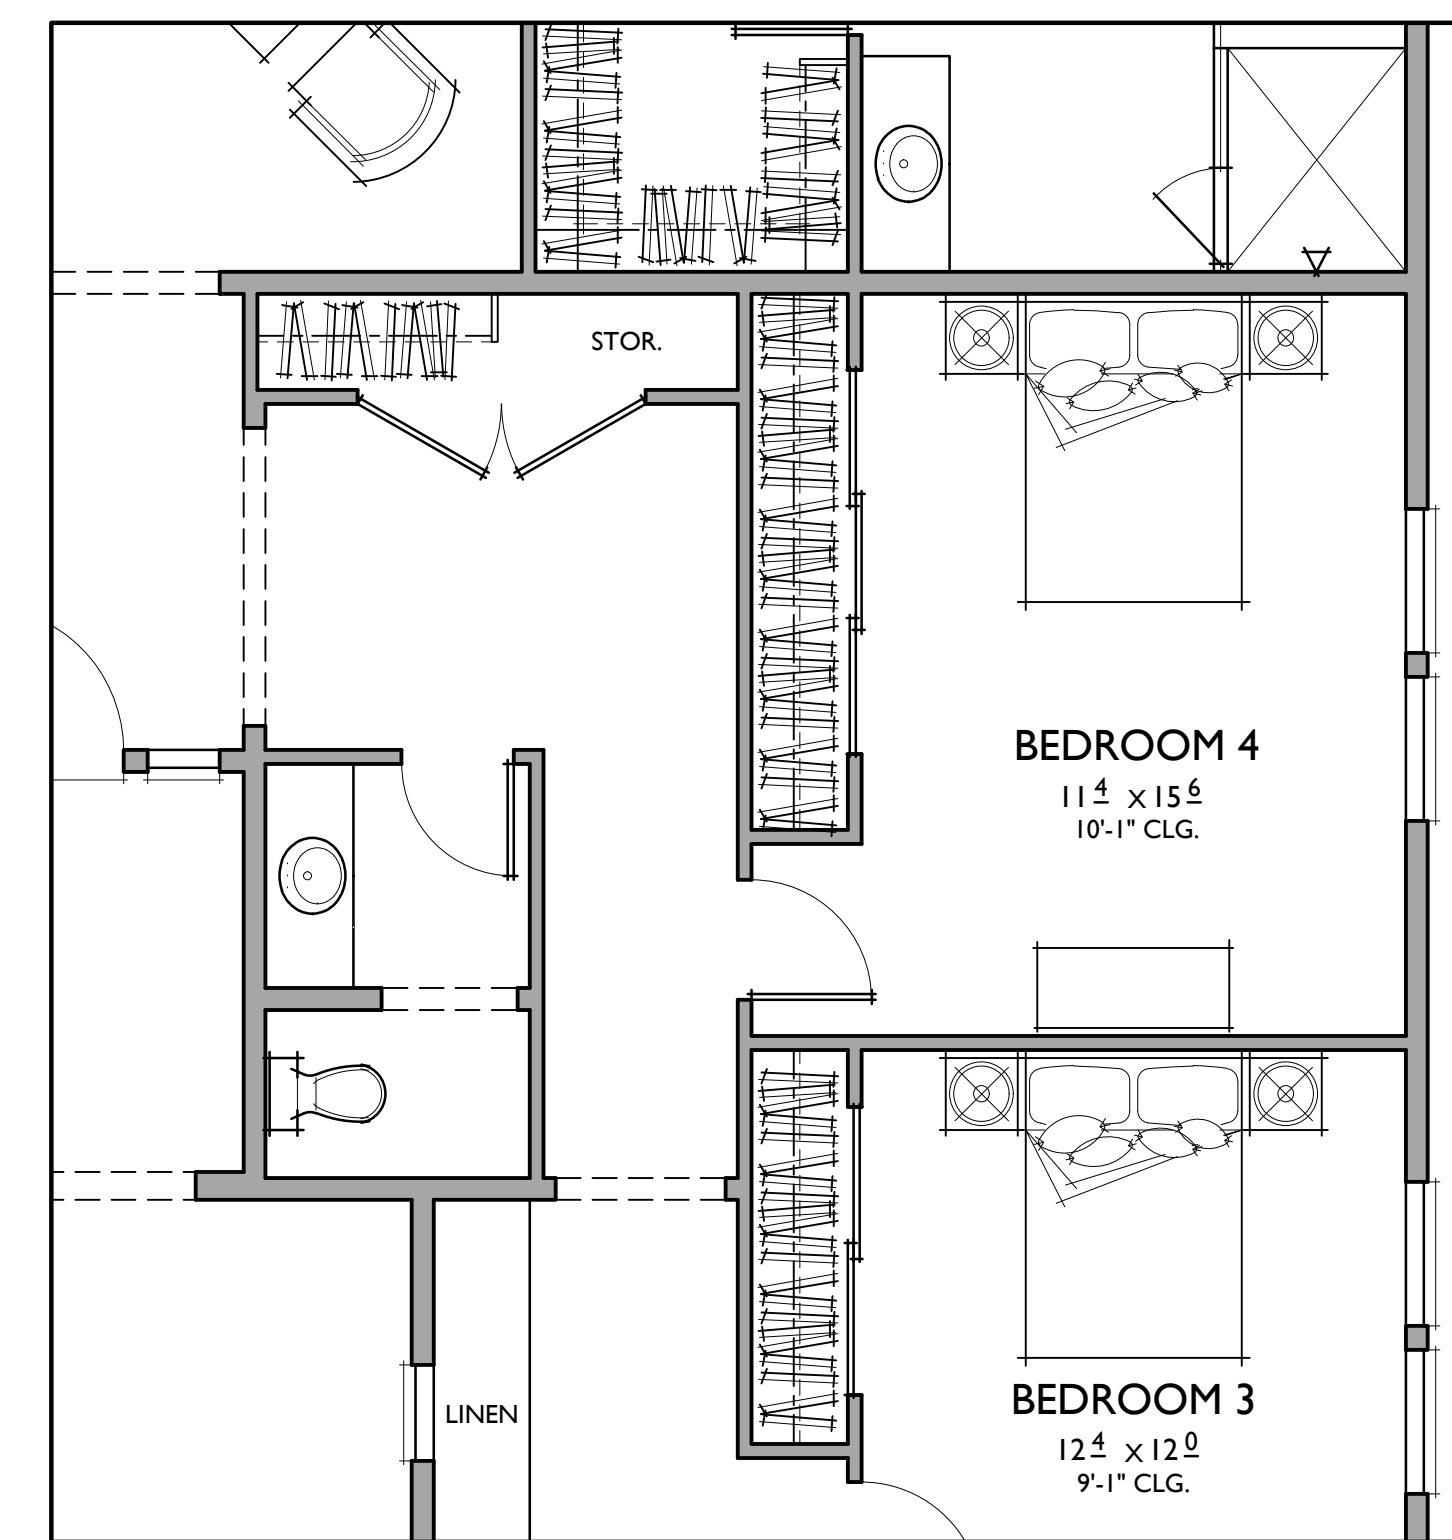 STOR.
BEDROOM 4
11 4 X 15 6
10'-1" CLG.
BEDROOM 3
12 4 X 12 0
9'-1" CLG.
LINEN